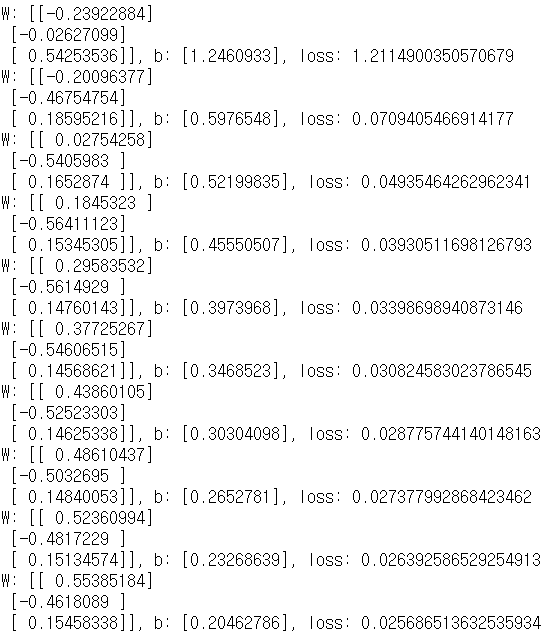 W: [[-0.23922884]
[-0.02627099]
[ 0.54253536]], b: [1.2460933], loss: 1.2114900350570679
W: [[-0.20096377]
[-0.46754754]
[ 0.18595216]], b: [0.5976548], loss: 0.0709405466914177
W: [[ 0.02754258]
[-0.5405983 ]
[ 0.1652874 ]], b: [0.52199835], loss: 0.04935464262962341
W: [[ 0.1845323 ]
[-0.56411123]
[ 0.15345305]], b: [0.45550507], loss: 0.03930511698126793
W: [[ 0.29583532]
[-0.5614929 ]
[ 0.14760143]], b: [0.3973968], loss: 0.03398698940873146
W: [[ 0.37725267]
[-0.54606515]
[ 0.14568621]], b: [0.3468523], loss: 0.030824583023786545
W: [[ 0.43860105]
[-0.52523303]
[ 0.14625338]], b: [0.30304098], loss: 0.028775744140148163
W: [[ 0.48610437]
[-0.5032695 ]
[ 0.14840053]], b: [0.2652781], loss: 0.027377992868423462
W: [[ 0.52360994]
[-0.4817229 ]
[ 0.15134574]], b: [0.23268639], loss: 0.026392586529254913
W: [[ 0.55385184]
[-0.4618089 ]
[ 0.15458338]], b: [0.20462786], loss: 0.025686513632535934